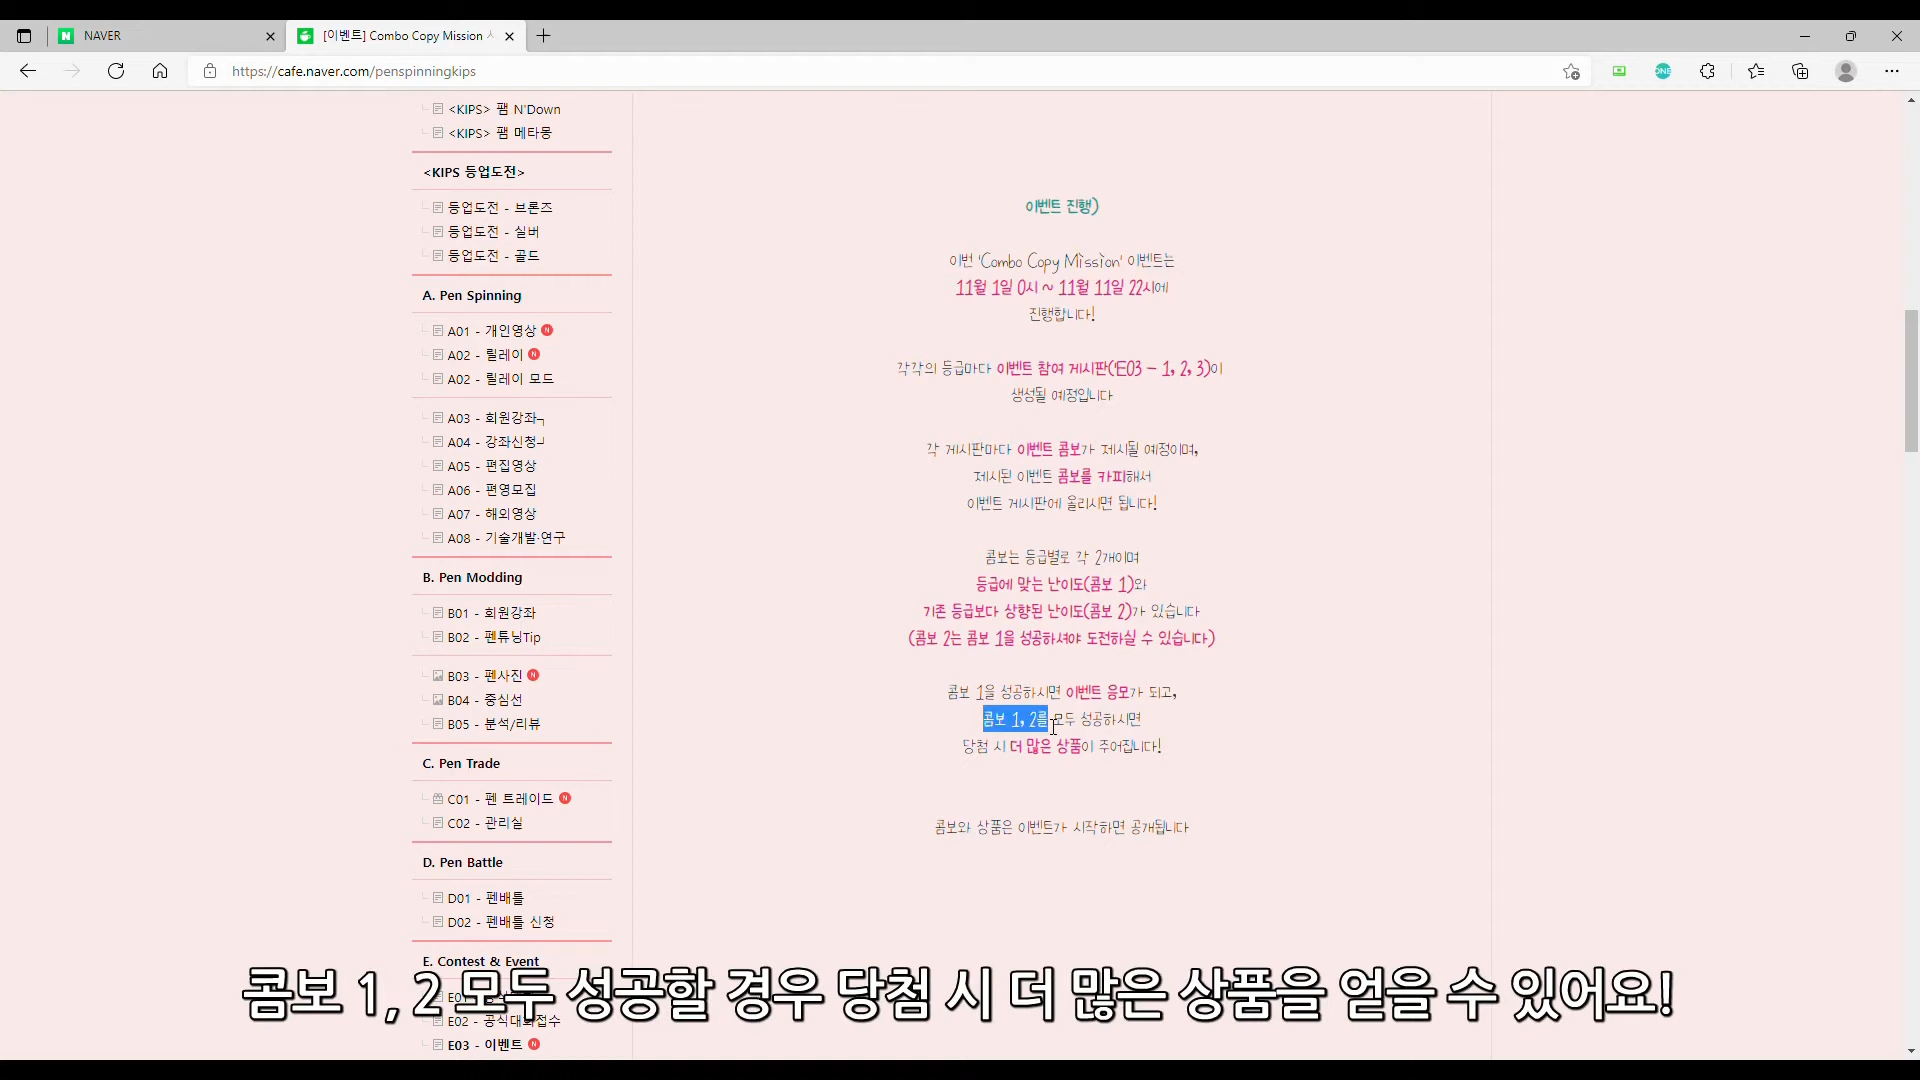 NAVER
[이벤트] Combo Copy Mission
https://cafe.naver.com/penspinningkips
<KIPS> 팸 N'Down
<KIPS> 팸 메타몽
<KIPS 등업도전>
등업도전 - 브론즈
등업도전 - 실버
등업도전 - 골드
A. Pen Spinning
A01 - 개인영상 N
A02 - 릴레이 N
A02 - 릴레이 모드
A03 - 회원강좌┐
A04 - 강좌신청┘
A05 - 편집영상
A06 - 편영모집
A07 - 해외영상
A08 - 기술개발·연구
B. Pen Modding
B01 - 회원강좌
B02 - 펜튜닝Tip
B03 - 펜사진 N
B04 - 중심선
B05 - 분석/리뷰
C. Pen Trade
C01 - 펜 트레이드 N
C02 - 관리실
D. Pen Battle
D01 - 펜배틀
D02 - 펜배틀 신청
E. Contest & Event
E02 - 공식대회접수
E03 - 이벤트 N
이벤트 진행)
이번 'Combo Copy Mission' 이벤트는
11월 1일 0시 ~ 11월 11일 22시에
진행합니다!
각각의 등급마다 이벤트 참여 게시판('E03 - 1, 2, 3)이
생성될 예정입니다
각 게시판마다 이벤트 콤보가 제시될 예정이며,
제시된 이벤트 콤보를 카피해서
이벤트 게시판에 올리시면 됩니다!
콤보는 등급별로 각 2개이며
등급에 맞는 난이도(콤보 1)와
기존 등급보다 상향된 난이도(콤보 2)가 있습니다
(콤보 2는 콤보 1을 성공하셔야 도전하실 수 있습니다)
콤보 1을 성공하시면 이벤트 응모가 되고,
콤보 1, 2를 모두 성공하시면
당첨 시 더 많은 상품이 주어집니다!
콤보와 상품은 이벤트가 시작하면 공개됩니다
콤보 1, 2 모두 성공할 경우 당첨 시 더 많은 상품을 얻을 수 있어요!